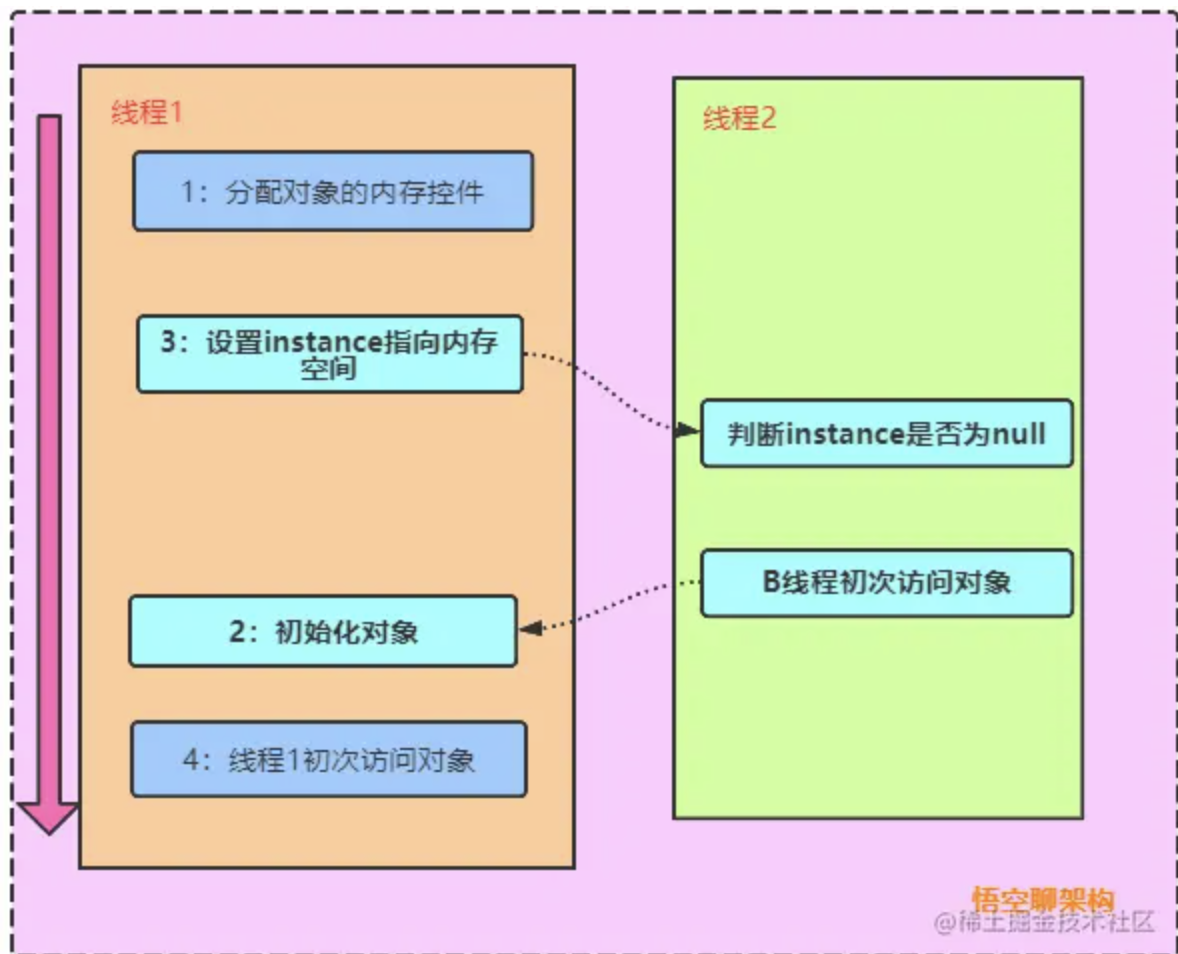 线程1
1：分配对象的内存控件
3：设置instance指向内存
空间
2：初始化对象
4：线程1初次访问对象
线程2
判断instance是否为null
B线程初次访问对象
悟空聊架构
@稀土掘金技术社区